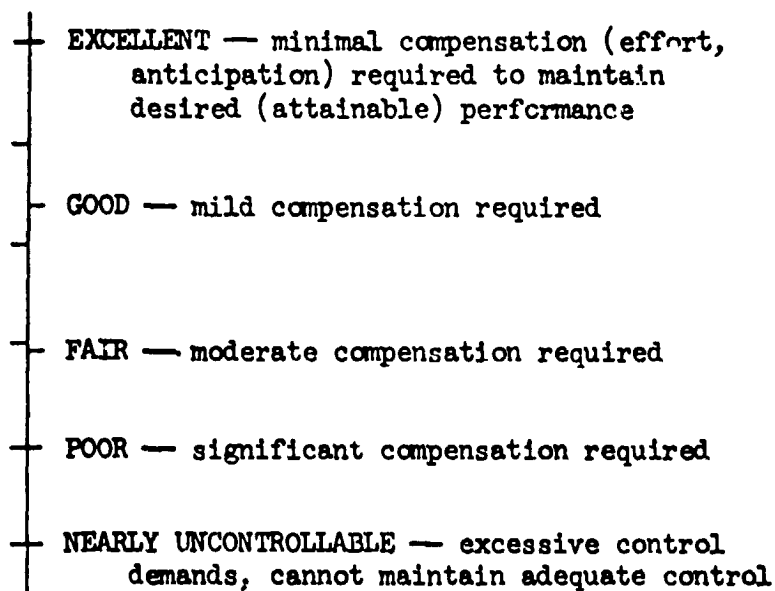 EXCELLENT — minimal compensation (effort,
anticipation) required to maintain
desired (attainable) performance
GOOD — mild compensation required
FAIR — moderate compensation required
POOR — significant compensation required
NEARLY UNCONTROLLABLE — excessive control
demands, cannot maintain adequate control